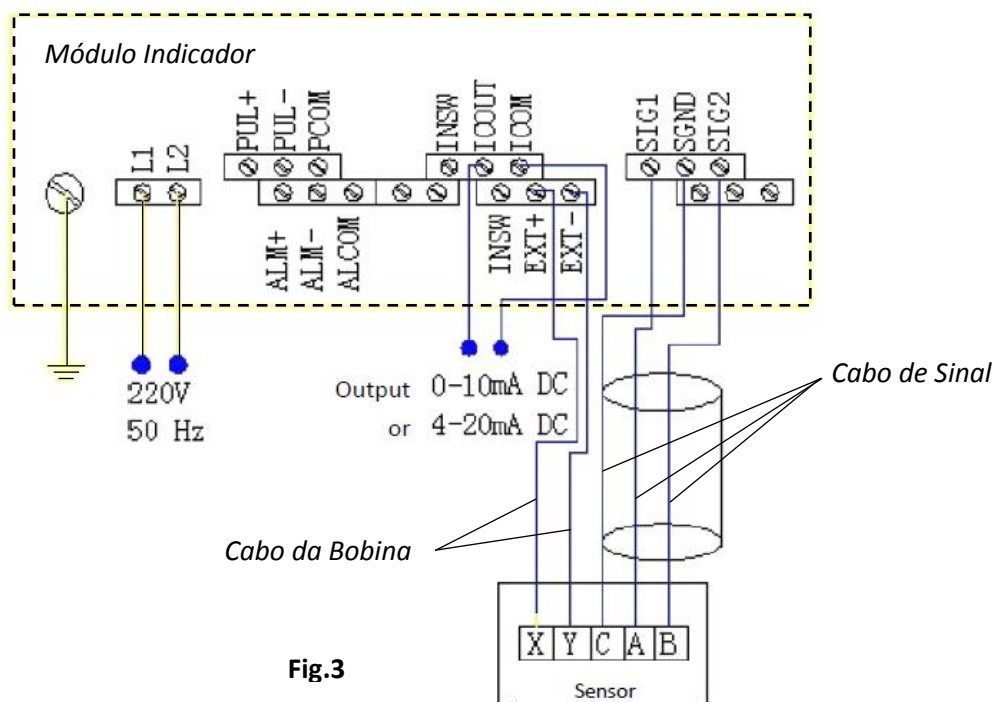 Módulo Indicador
PUL+
PUL-
PCOM
INSW
ICOUT
ICOM
SIG1
SGND
SIG2
L1
L2
ALM+
ALM-
ALCOM
INSW
EXT+
EXT-
220V
50 Hz
Output 0-10mA DC
or 4-20mA DC
Cabo de Sinal
Cabo da Bobina
X Y C A B
Sensor
Fig.3